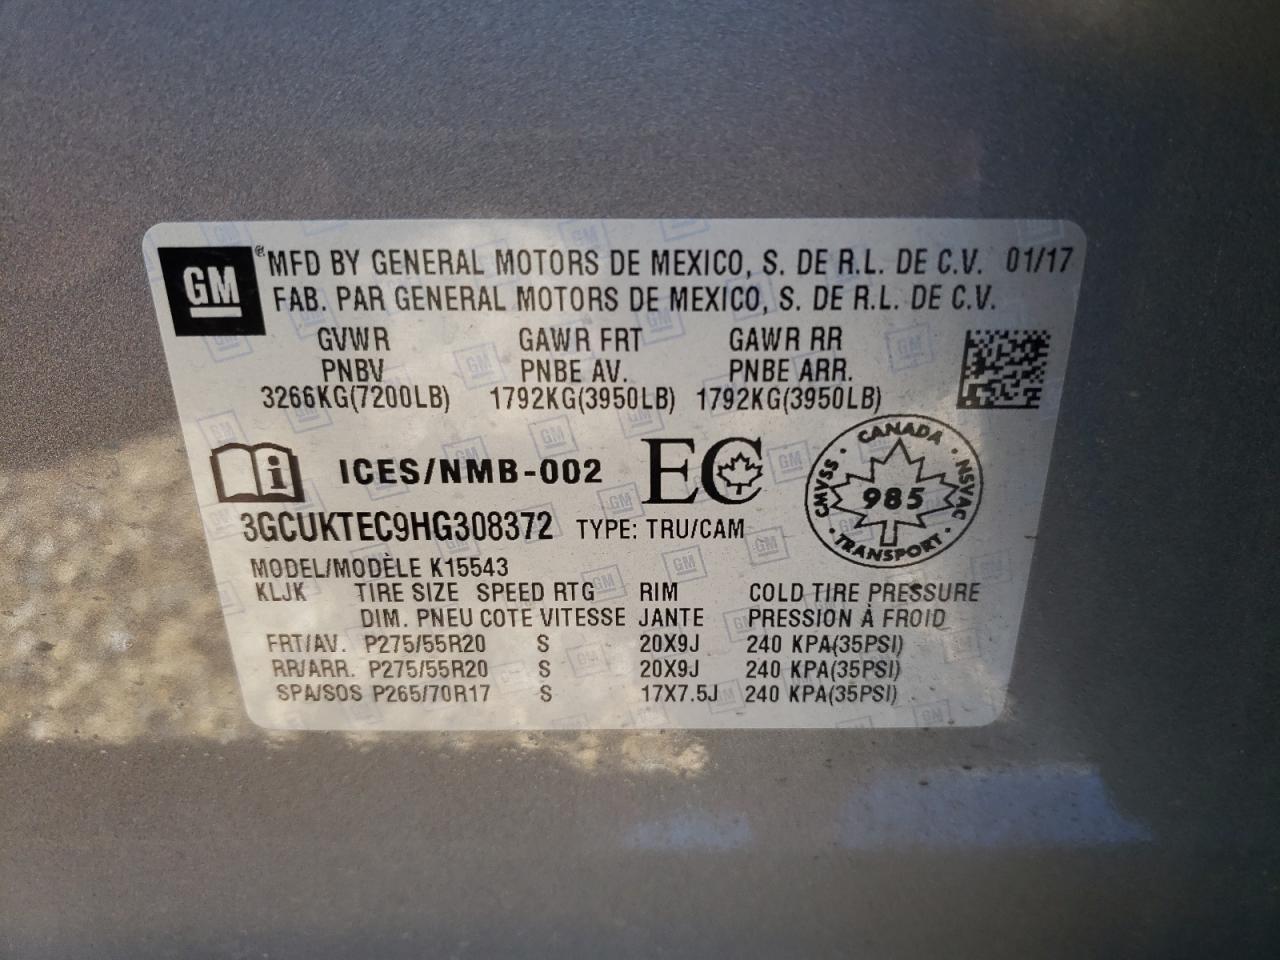 GM
® MFD BY GENERAL MOTORS DE MEXICO, S. DE R.L. DE C.V. 01/17
FAB. PAR GENERAL MOTORS DE MEXICO, S. DE R.L. DE C.V.
GVWR GAWR FRT GAWR RR
PNBV PNBE AV. PNBE ARR.
3266KG(7200LB) 1792KG(3950LB) 1792KG(3950LB)
i ICES/NMB-002 EC
CANADA
CMVSS · NSVAC
985
TRANSPORT
3GCUKTEC9HG308372 TYPE: TRU/CAM
MODEL/MODÈLE K15543
KLJK TIRE SIZE SPEED RTG RIM COLD TIRE PRESSURE
DIM. PNEU COTE VITESSE JANTE PRESSION À FROID
FRT/AV. P275/55R20 S 20X9J 240 KPA(35PSI)
RR/ARR. P275/55R20 S 20X9J 240 KPA(35PSI)
SPA/SOS P265/70R17 S 17X7.5J 240 KPA(35PSI)